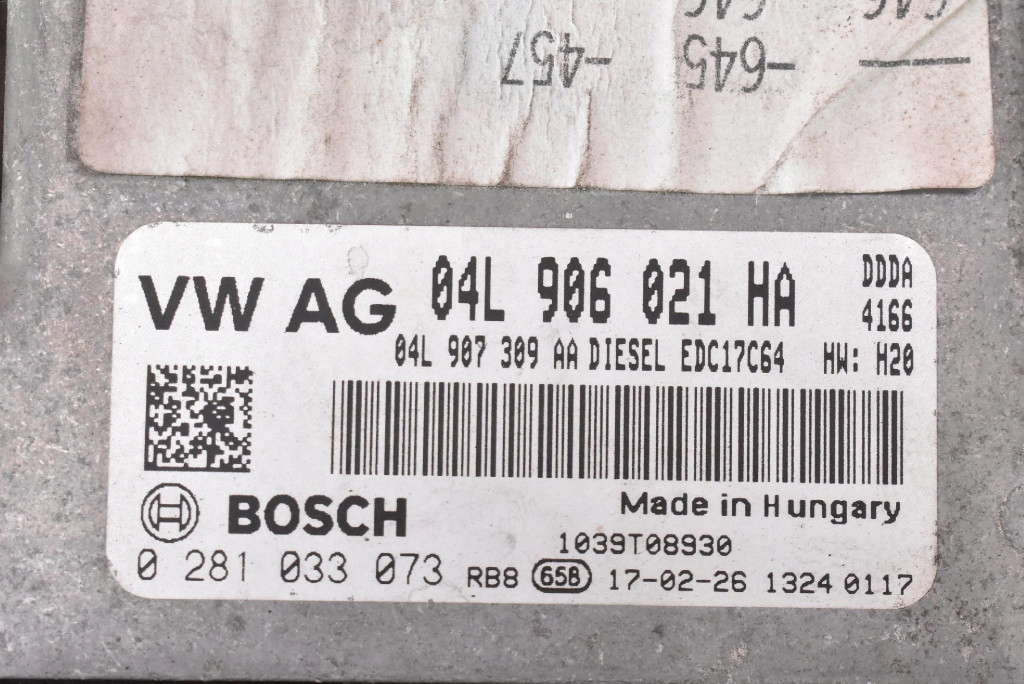 -457 -645
VW AG 04L 906 021 HA DDDA
4166
04L 907 309 AA DIESEL EDC17C64 HW: H20
Made in Hungary
BOSCH
1039T08930
0 281 033 073 RB8 658 17-02-26 1324 0117